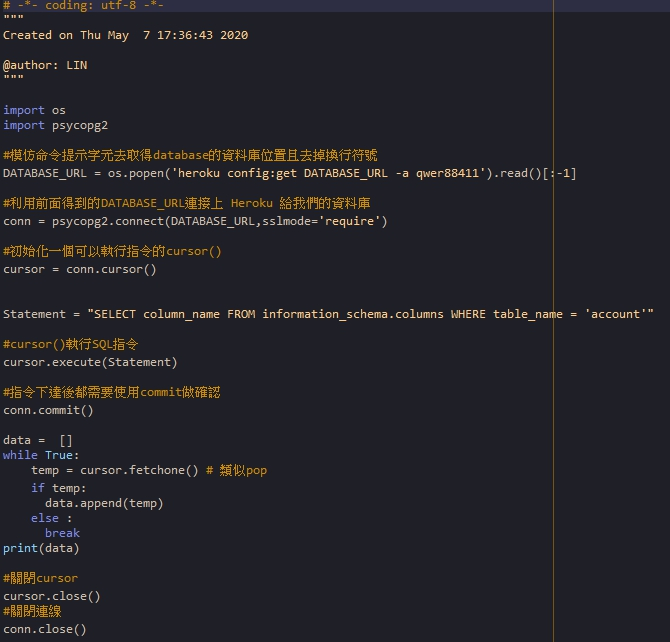 # -*- coding: utf-8 -*-
"""
Created on Thu May  7 17:36:43 2020
@author: LIN
"""
import os
import psycopg2
#模仿命令提示字元去取得database的資料庫位置且去掉換行符號
DATABASE_URL = os.popen('heroku config:get DATABASE_URL -a qwer88411').read()[:-1]
#利用前面得到的DATABASE_URL連接上 Heroku 給我們的資料庫
conn = psycopg2.connect(DATABASE_URL,sslmode='require')
#初始化一個可以執行指令的cursor()
cursor = conn.cursor()
Statement = "SELECT column_name FROM information_schema.columns WHERE table_name = 'account'"
#cursor()執行SQL指令
cursor.execute(Statement)
#指令下達後都需要使用commit做確認
conn.commit()
data =  []
while True:
    temp = cursor.fetchone() # 類似pop
    if temp:
      data.append(temp)
    else :
      break
print(data)
#關閉cursor
cursor.close()
#關閉連線
conn.close()